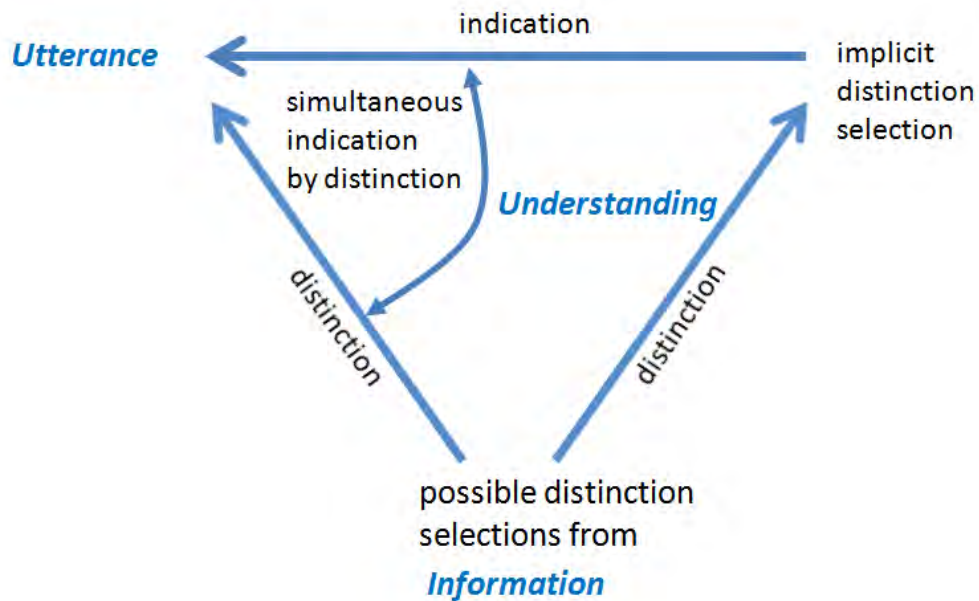 indication
Utterance
implicit
distinction
selection
simultaneous
indication
by distinction
Understanding
distinction
distinction
possible distinction
selections from
Information